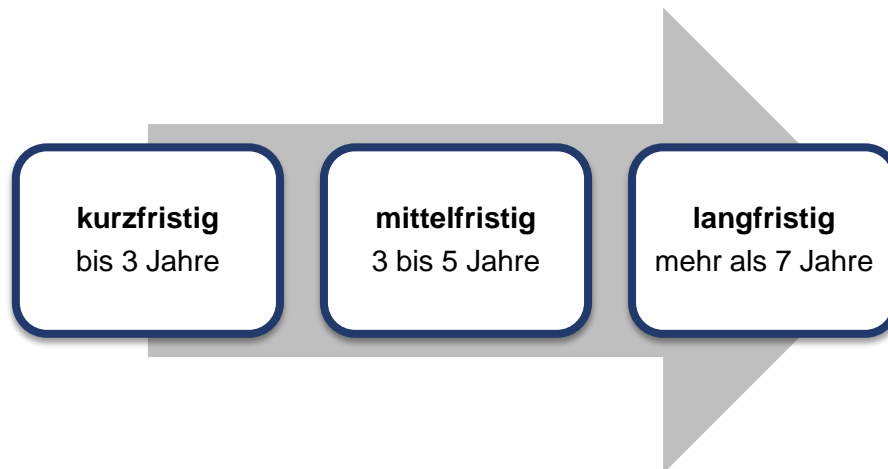 kurzfristig
bis 3 Jahre
mittelfristig
3 bis 5 Jahre
langfristig
mehr als 7 Jahre